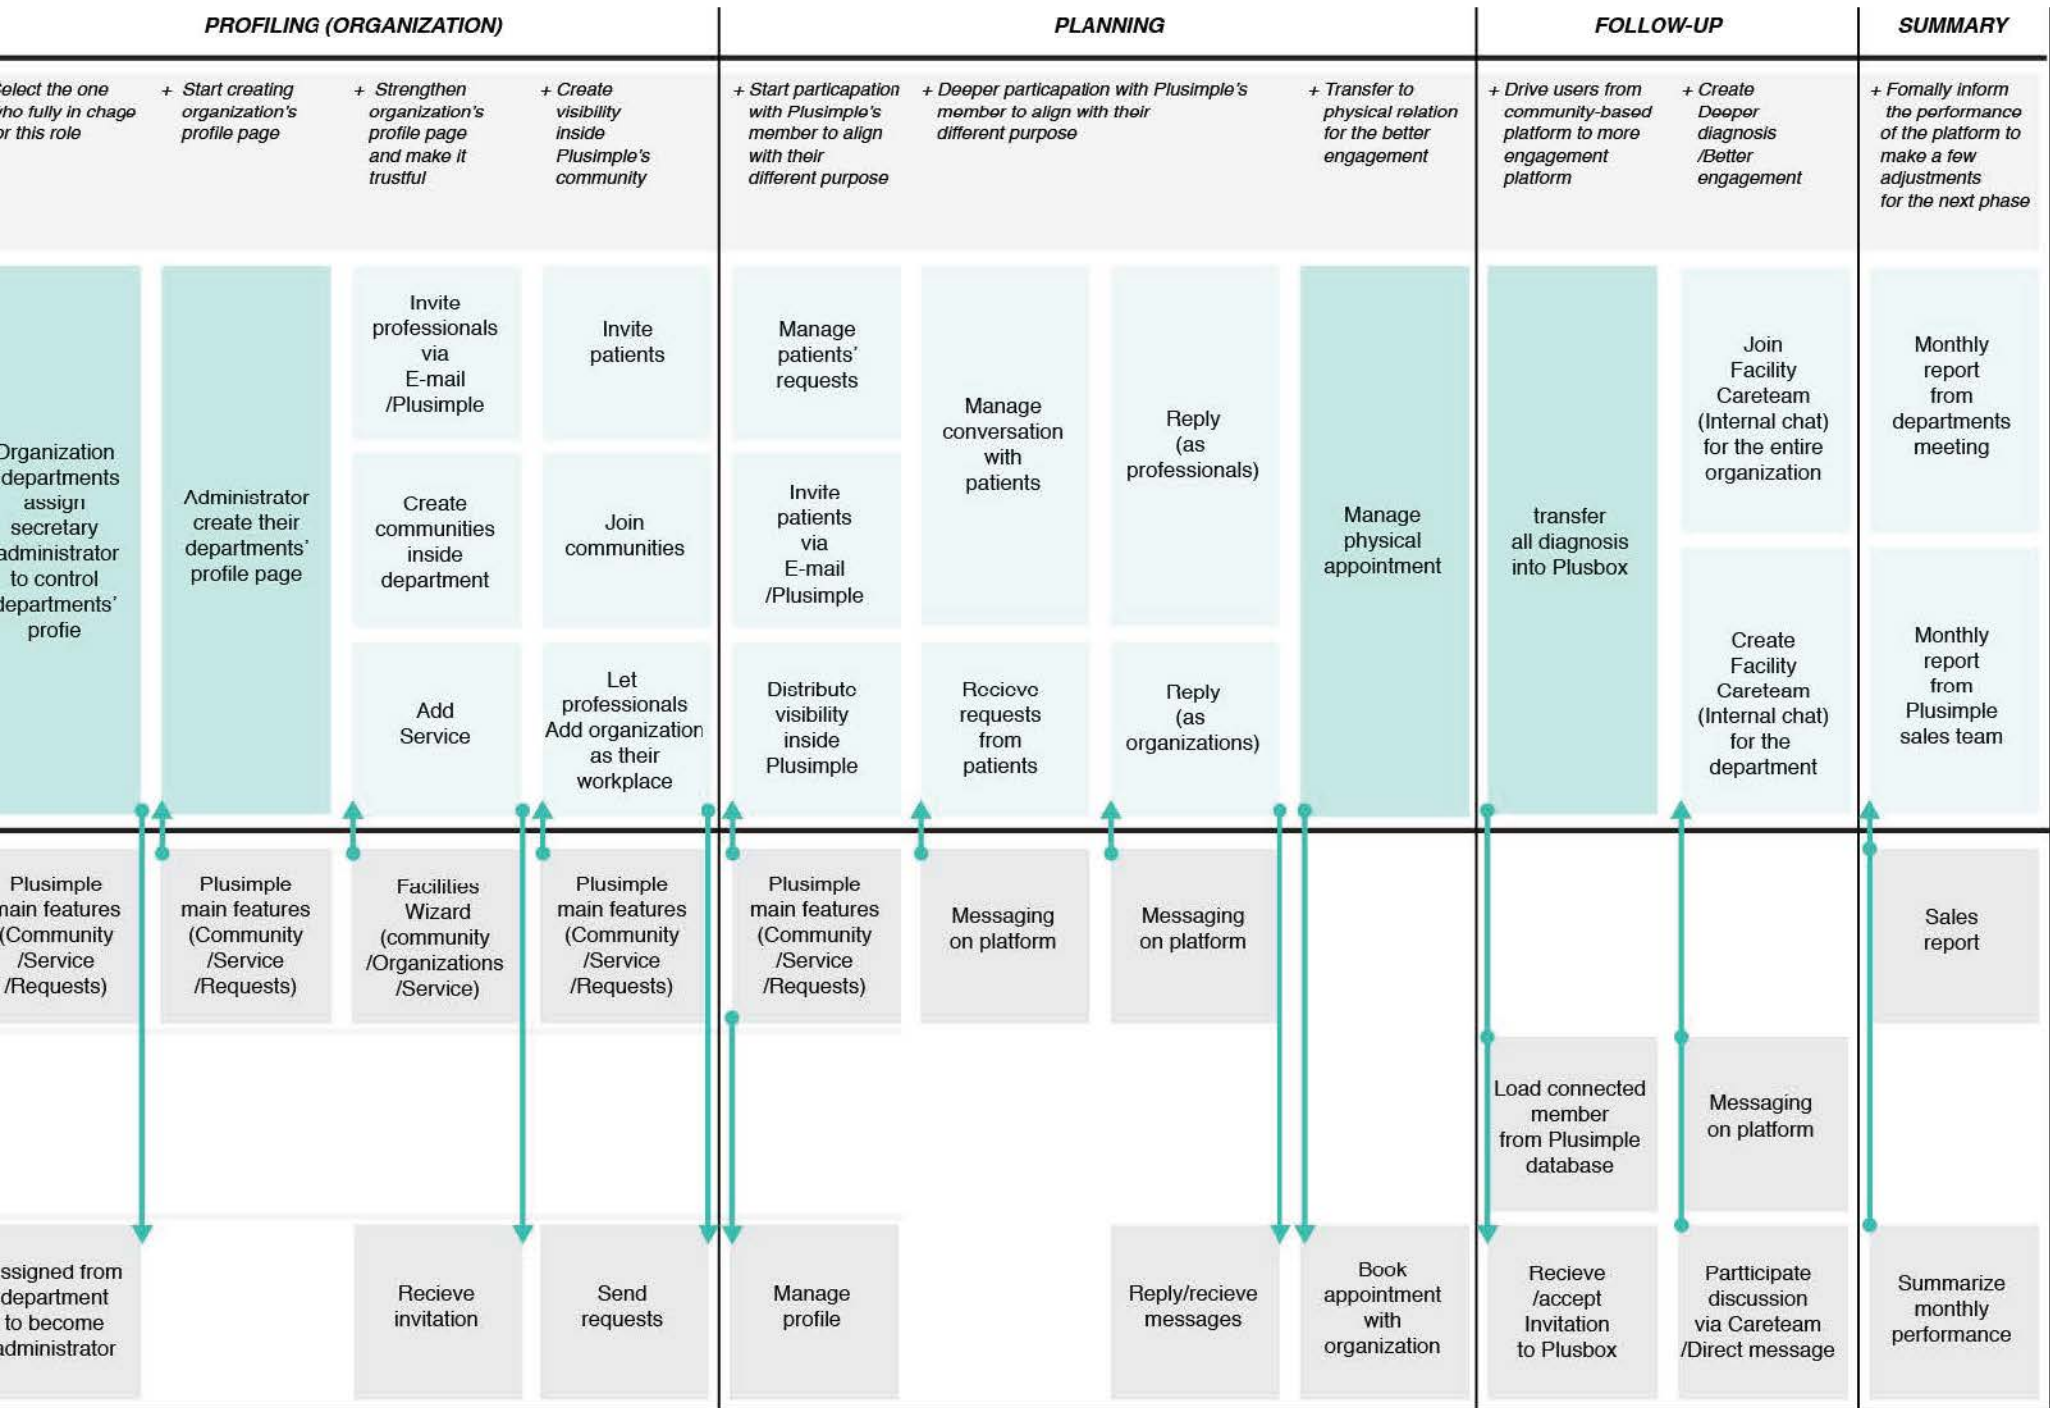 PROFILING (ORGANIZATION)
PLANNING
FOLLOW-UP
SUMMARY
elect the one
ho fully in chage
r this role
+ Start creating
organization's
profile page
+ Strengthen
organization's
profile page
and make it
trustful
+ Create
visibility
inside
Plusimple's
community
+ Start particapation
with Plusimple's
member to align
with their
different purpose
+ Deeper particapation with Plusimple's
member to align with their
different purpose
+ Transfer to
physical relation
for the better
engagement
+ Drive users from
community-based
platform to more
engagement
platform
+ Create
Deeper
diagnosis
/Better
engagement
+ Fomally inform
the performance
of the platform to
make a few
adjustments
for the next phase
Organization
departments
assign
secretary
administrator
to control
departments'
profie
Administrator
create their
departments'
profile page
Invite
professionals
via
E-mail
/Plusimple
Create
communities
inside
department
Add
Service
Invite
patients
Join
communities
Let
professionals
Add organization
as their
workplace
Manage
patients'
requests
Invite
patients
via
E-mail
/Plusimple
Distribute
visibility
inside
Plusimple
Manage
conversation
with
patients
Recieve
requests
from
patients
Reply
(as
professionals)
Reply
(as
organizations)
Manage
physical
appointment
transfer
all diagnosis
into Plusbox
Join
Facility
Careteam
(Internal chat)
for the entire
organization
Create
Facility
Careteam
(Internal chat)
for the
department
Monthly
report
from
departments
meeting
Monthly
report
from
Plusimple
sales team
Plusimple
main features
(Community
/Service
/Requests)
Plusimple
main features
(Community
/Service
/Requests)
Facilities
Wizard
(community
/Organizations
/Service)
Plusimple
main features
(Community
/Service
/Requests)
Plusimple
main features
(Community
/Service
/Requests)
Messaging
on platform
Messaging
on platform
Sales
report
Load connected
member
from Plusimple
database
Messaging
on platform
ssigned from
department
to become
administrator
Recieve
invitation
Send
requests
Manage
profile
Reply/recieve
messages
Book
appointment
with
organization
Recieve
/accept
Invitation
to Plusbox
Partticipate
discussion
via Careteam
/Direct message
Summarize
monthly
performance